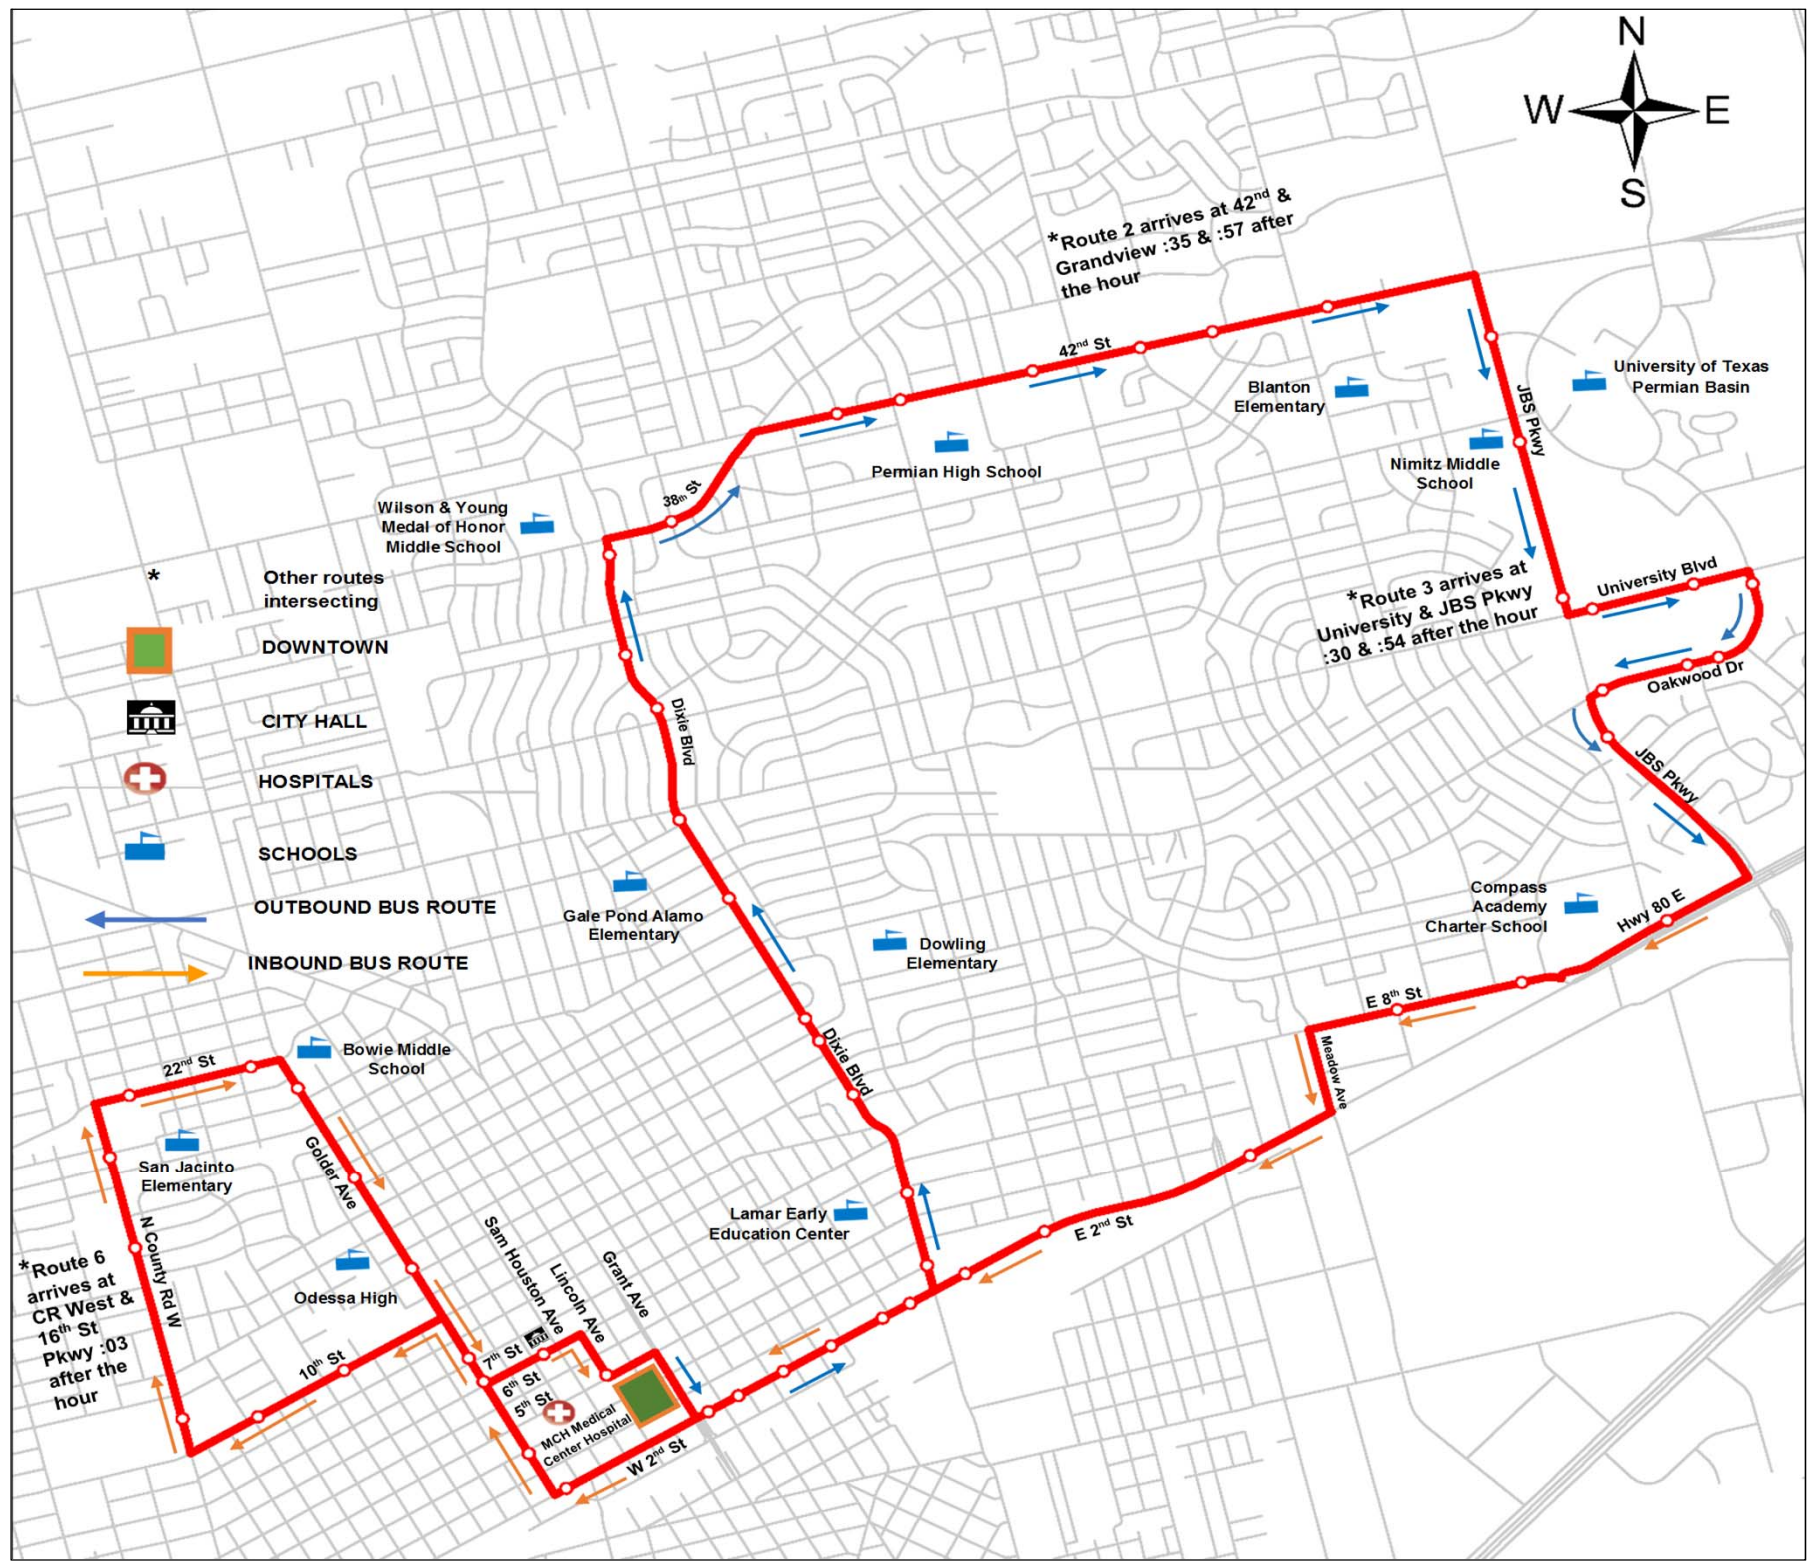 N
W E
S
*Route 2 arrives at 42nd &
Grandview :35 & :57 after
the hour
42nd St
University of Texas
Permian Basin
Blanton
Elementary
JBS Pkwy
Nimitz Middle
School
Permian High School
38th St
Wilson & Young
Medal of Honor
Middle School
*Route 3 arrives at
University & JBS Pkwy
:30 & :54 after the hour
University Blvd
Oakwood Dr
JBS Pkwy
* Other routes
intersecting
DOWNTOWN
CITY HALL
HOSPITALS
SCHOOLS
OUTBOUND BUS ROUTE
INBOUND BUS ROUTE
Dixie Blvd
Gale Pond Alamo
Elementary
Dowling
Elementary
Compass
Academy
Charter School
Hwy 80 E
E 8th St
Meadow Ave
Dixie Blvd
22nd St
Bowie Middle
School
San Jacinto
Elementary
Golder Ave
N County Rd W
Lamar Early
Education Center
E 2nd St
*Route 6
arrives at
CR West &
16th St
Pkwy :03
after the
hour
Odessa High
10th St
Sam Houston Ave
Lincoln Ave
Grant Ave
7th St
6th St
5th St
MCH Medical
Center Hospital
W 2nd St